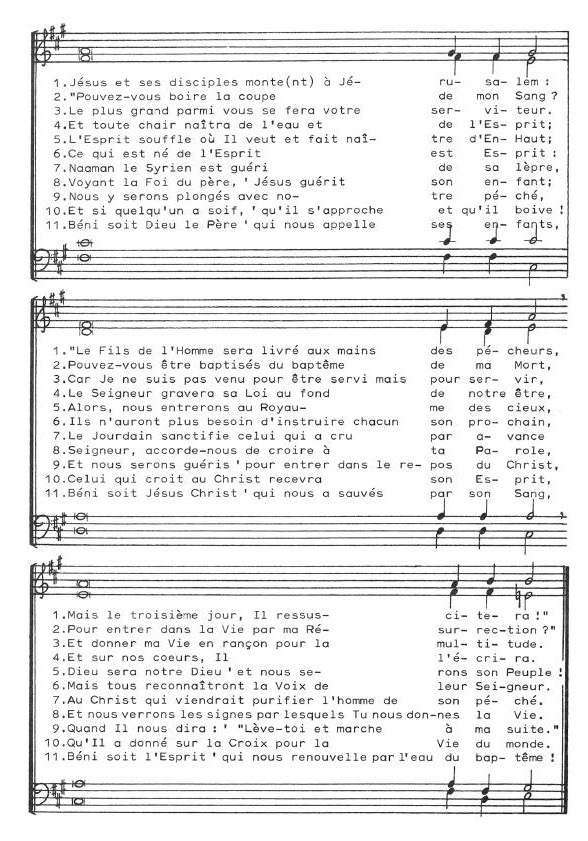 1.Jésus et ses disciples monte(nt) à Jé- ru- sa- lem :
2."Pouvez-vous boire la coupe de mon Sang ?
3.Le plus grand parmi vous se fera votre ser- vi- teur.
4.Et toute chair naîtra de l'eau et de l'Es- prit;
5.L'Esprit souffle où Il veut et fait naî- tre d'En- Haut;
6.Ce qui est né de l'Esprit est Es- prit :
7.Naaman le Syrien est guéri de sa lèpre,
8.Voyant la Foi du père, ' Jésus guérit son en- fant;
9.Nous y serons plongés avec no- tre pé- ché,
10.Et si quelqu'un a soif, ' qu'il s'approche et qu'il boive !
11.Béni soit Dieu le Père ' qui nous appelle ses en- fants,
1."Le Fils de l'Homme sera livré aux mains des pé- cheurs,
2.Pouvez-vous être baptisés du baptême de ma Mort,
3.Car Je ne suis pas venu pour être servi mais pour ser- vir,
4.Le Seigneur gravera sa Loi au fond de notre être,
5.Alors, nous entrerons au Royau- me des cieux,
6.Ils n'auront plus besoin d'instruire chacun son pro- chain,
7.Le Jourdain sanctifie celui qui a cru par a- vance
8.Seigneur, accorde-nous de croire à ta Pa- role,
9.Et nous serons guéris ' pour entrer dans le re- pos du Christ,
10.Celui qui croit au Christ recevra son Es- prit,
11.Béni soit Jésus Christ ' qui nous a sauvés par son Sang,
1.Mais le troisième jour, Il ressus- ci- te- ra !"
2.Pour entrer dans la Vie par ma Ré- sur- rec-tion ?"
3.Et donner ma Vie en rançon pour la mul- ti- tude.
4.Et sur nos coeurs, Il l'é- cri- ra.
5.Dieu sera notre Dieu ' et nous se- rons son Peuple !
6.Mais tous reconnaîtront la Voix de leur Sei-gneur.
7.Au Christ qui viendrait purifier l'homme de son pé- ché.
8.Et nous verrons les signes par lesquels Tu nous don-nes la Vie.
9.Quand Il nous dira : ' "Lève-toi et marche à ma suite."
10.Qu'Il a donné sur la Croix pour la Vie du monde.
11.Béni soit l'Esprit ' qui nous renouvelle par l'eau du bap- tême !